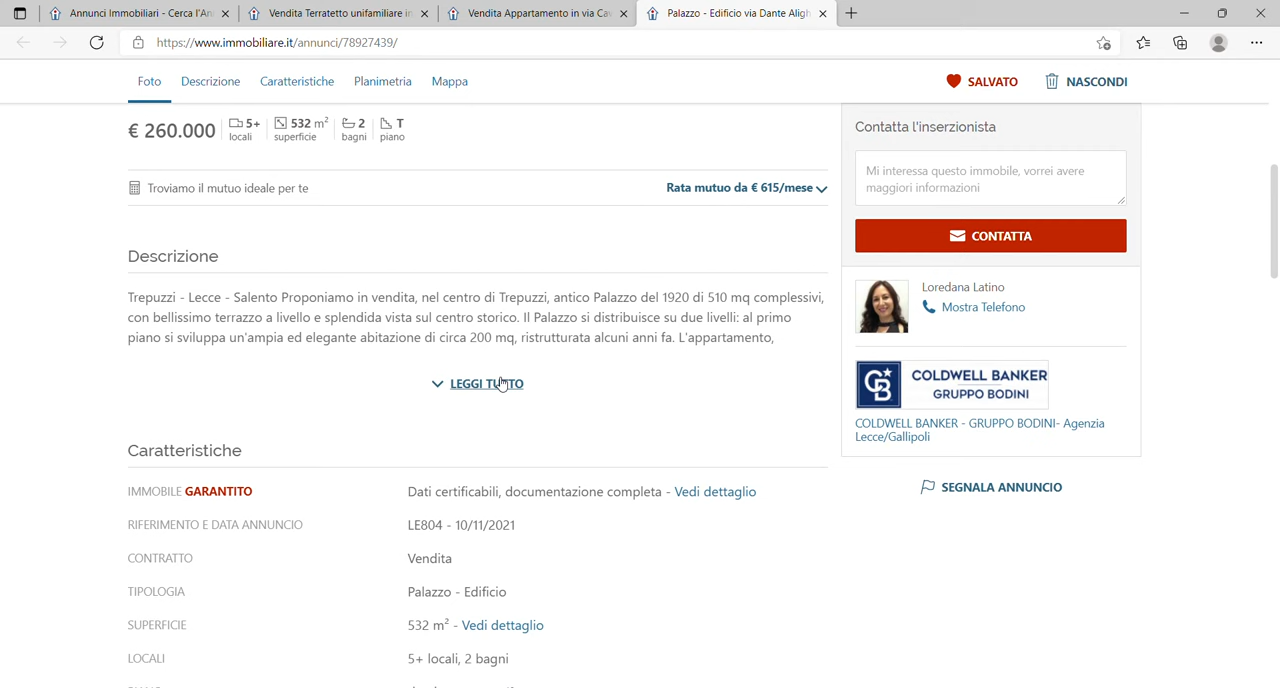 Annunci Immobiliari - Cerca l'An
Vendita Terratetto unifamiliare in
Vendita Appartamento in via Ca
Palazzo - Edificio via Dante Aligh
https://www.immobiliare.it/annunci/78927439/
Foto
Descrizione
Caratteristiche
Planimetria
Mappa
SALVATO
NASCONDI
€ 260.000
5+
locali
532 m²
superficie
2
bagni
T
piano
Troviamo il mutuo ideale per te
Rata mutuo da € 615/mese
Descrizione
Trepuzzi - Lecce - Salento Proponiamo in vendita, nel centro di Trepuzzi, antico Palazzo del 1920 di 510 mq complessivi,
con bellissimo terrazzo a livello e splendida vista sul centro storico. Il Palazzo si distribuisce su due livelli: al primo
piano si sviluppa un'ampia ed elegante abitazione di circa 200 mq, ristrutturata alcuni anni fa. L'appartamento,
LEGGI TUTTO
Caratteristiche
IMMOBILE GARANTITO
Dati certificabili, documentazione completa - Vedi dettaglio
RIFERIMENTO E DATA ANNUNCIO
LE804 - 10/11/2021
CONTRATTO
Vendita
TIPOLOGIA
Palazzo - Edificio
SUPERFICIE
532 m² - Vedi dettaglio
LOCALI
5+ locali, 2 bagni
Contatta l'inserzionista
Mi interessa questo immobile, vorrei avere
maggiori informazioni
CONTATTA
Loredana Latino
Mostra Telefono
CB
COLDWELL BANKER
GRUPPO BODINI
COLDWELL BANKER - GRUPPO BODINI- Agenzia
Lecce/Gallipoli
SEGNALA ANNUNCIO